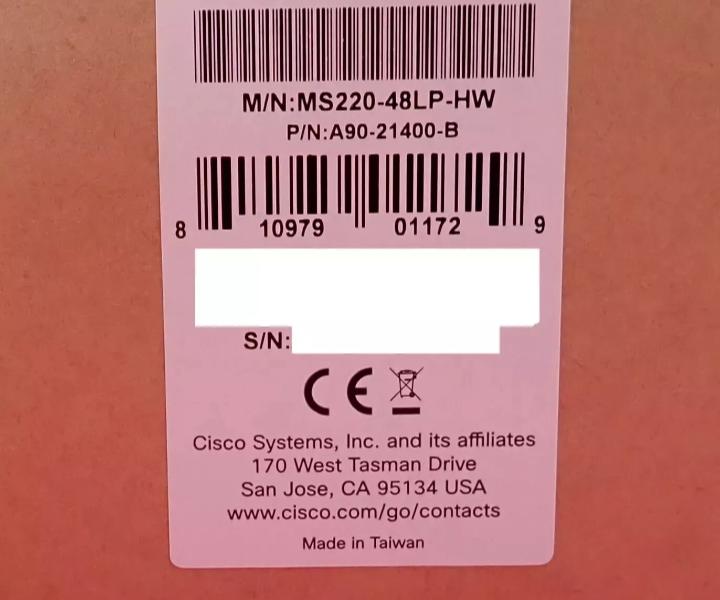 M/N:MS220-48LP-HW
P/N:A90-21400-B
8 10979 01172 9
S/N:
CE
Cisco Systems, Inc. and its affiliates
170 West Tasman Drive
San Jose, CA 95134 USA
www.cisco.com/go/contacts
Made in Taiwan